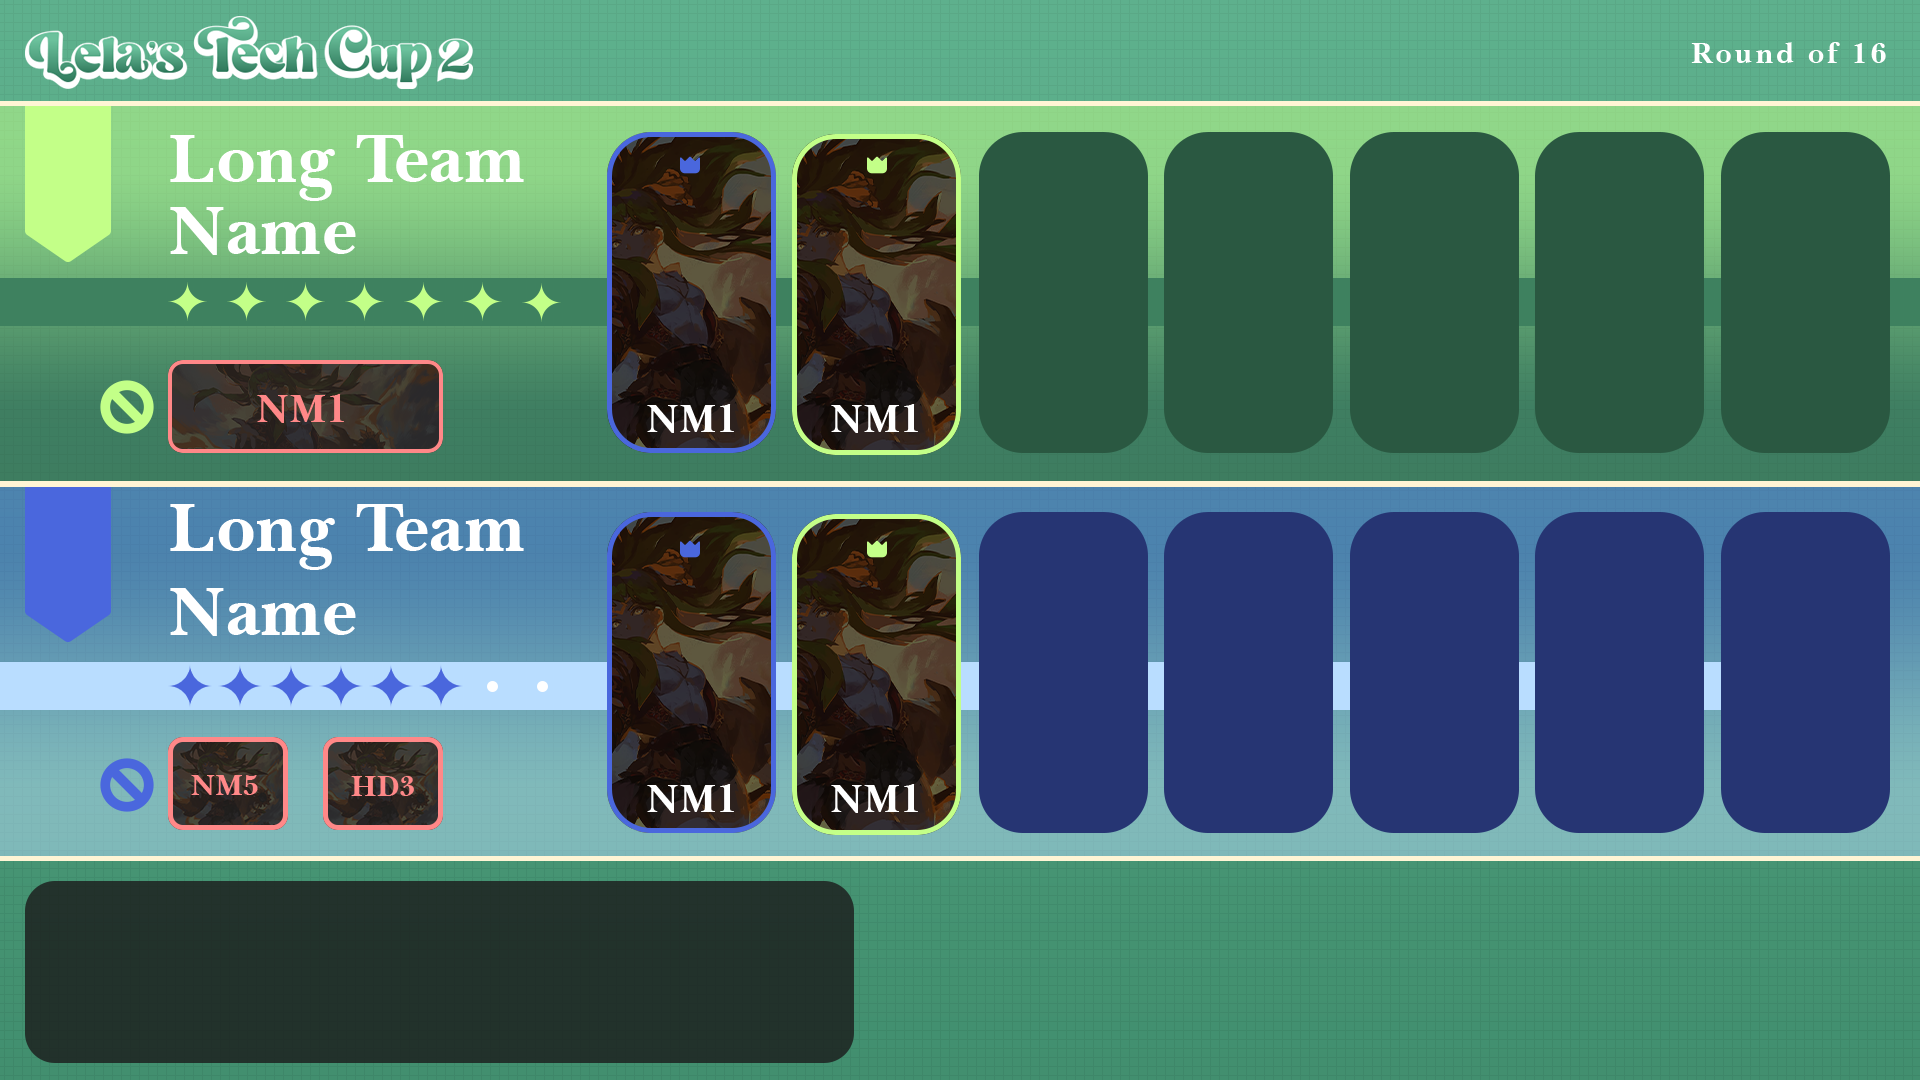 Lela's Tech Cup 2
Round of 16
Long Team
Name
NM1
NM1
NM1
Long Team
Name
NM5
HD3
NM1
NM1